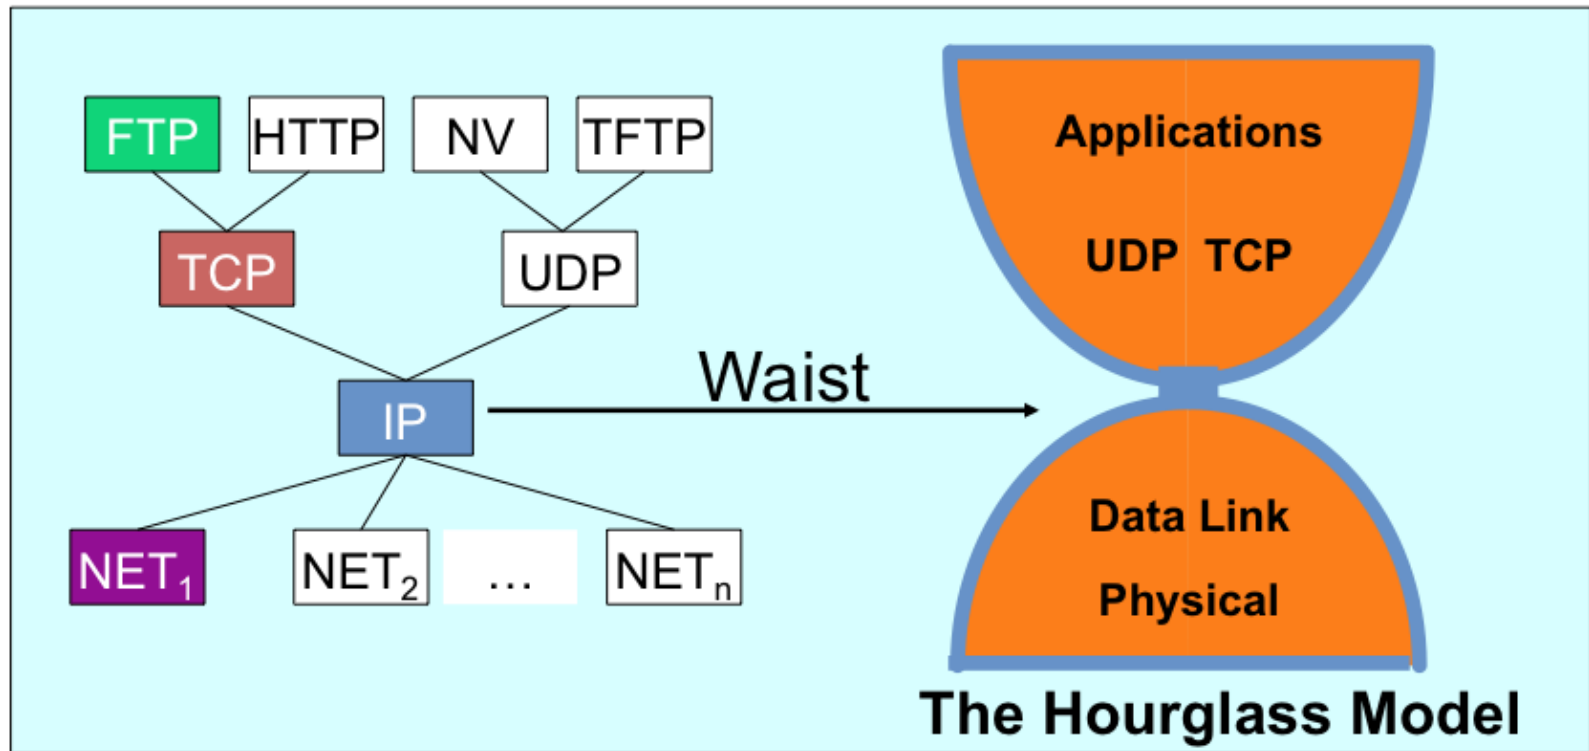 FTP HTTP NV TFTP
TCP UDP
IP
NET1 NET2 … NETn
Waist
Applications
UDP TCP
Data Link
Physical
The Hourglass Model